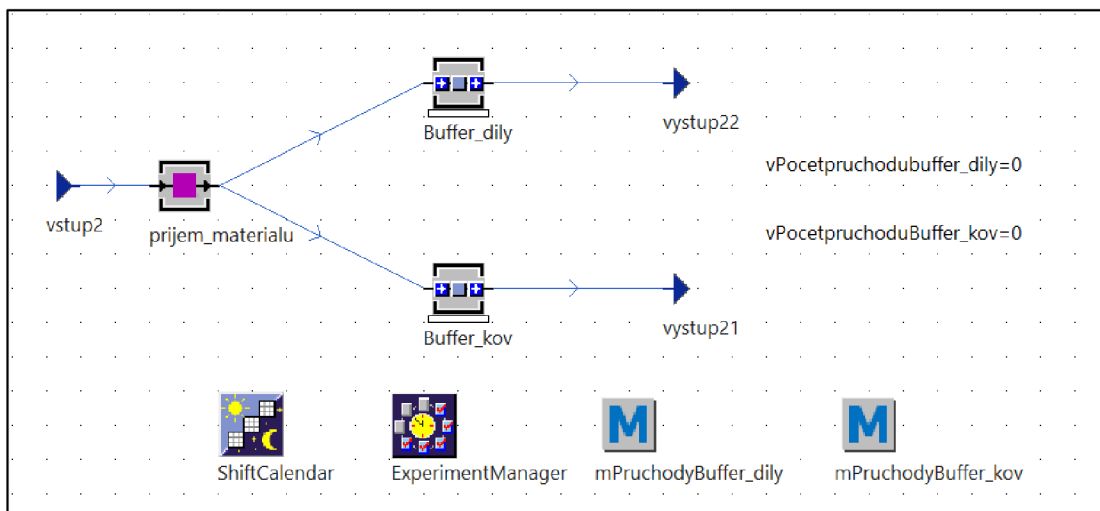 Buffer_dily
vystup22
vPocetpruchodubuffer_dily=0
vstup2
prijem_materialu
vPocetpruchoduBuffer_kov=0
Buffer_kov
vystup21
M
M
ShiftCalendar
ExperimentManager
mPruchodyBuffer_dily
mPruchodyBuffer_kov